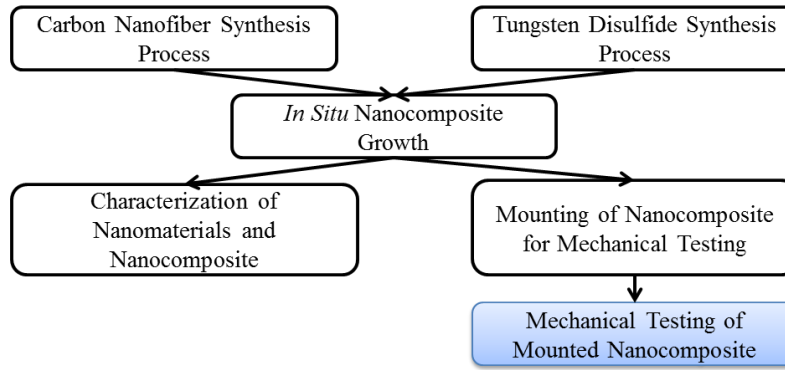 Carbon Nanofiber Synthesis
Process
Tungsten Disulfide Synthesis
Process
In Situ Nanocomposite
Growth
Characterization of
Nanomaterials and
Nanocomposite
Mounting of Nanocomposite
for Mechanical Testing
Mechanical Testing of
Mounted Nanocomposite